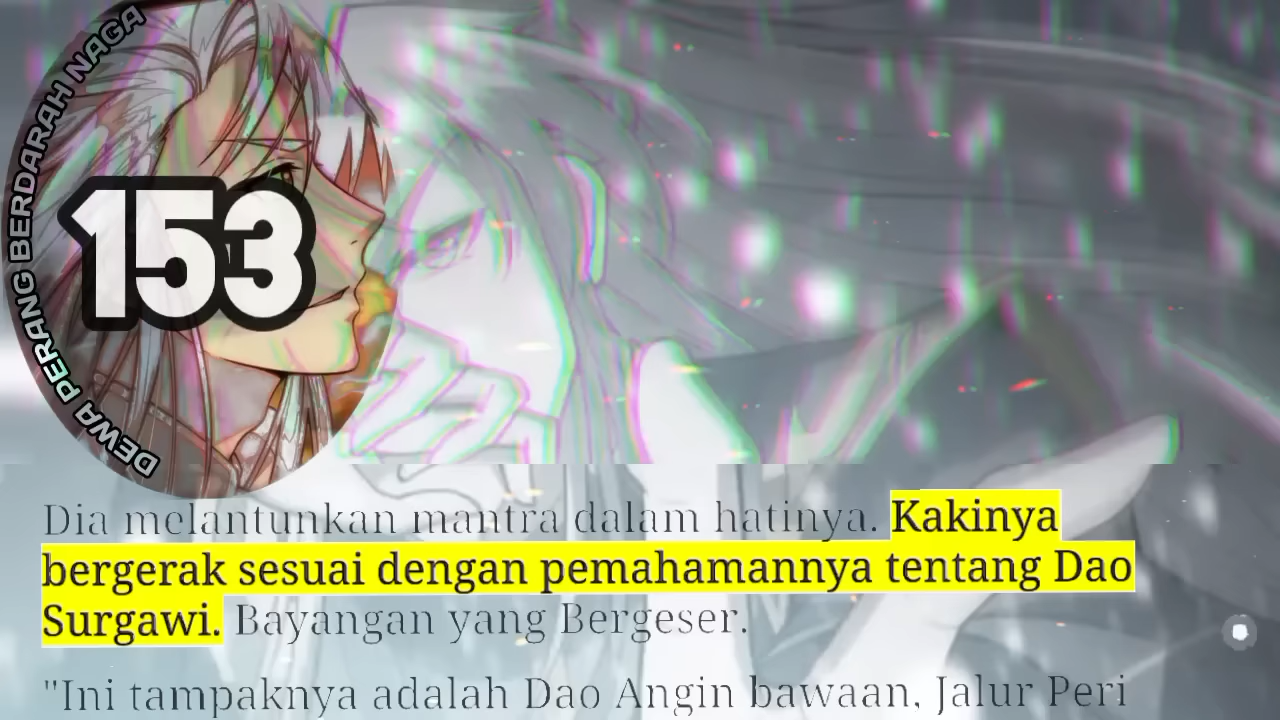 DEWA PERANG BERDARAH NAGA
153
Dia melantunkan mantra dalam hatinya. Kakinya
bergerak sesuai dengan pemahamannya tentang Dao
Surgawi. Bayangan yang Bergeser.
"Ini tampaknya adalah Dao Angin bawaan, Jalur Peri